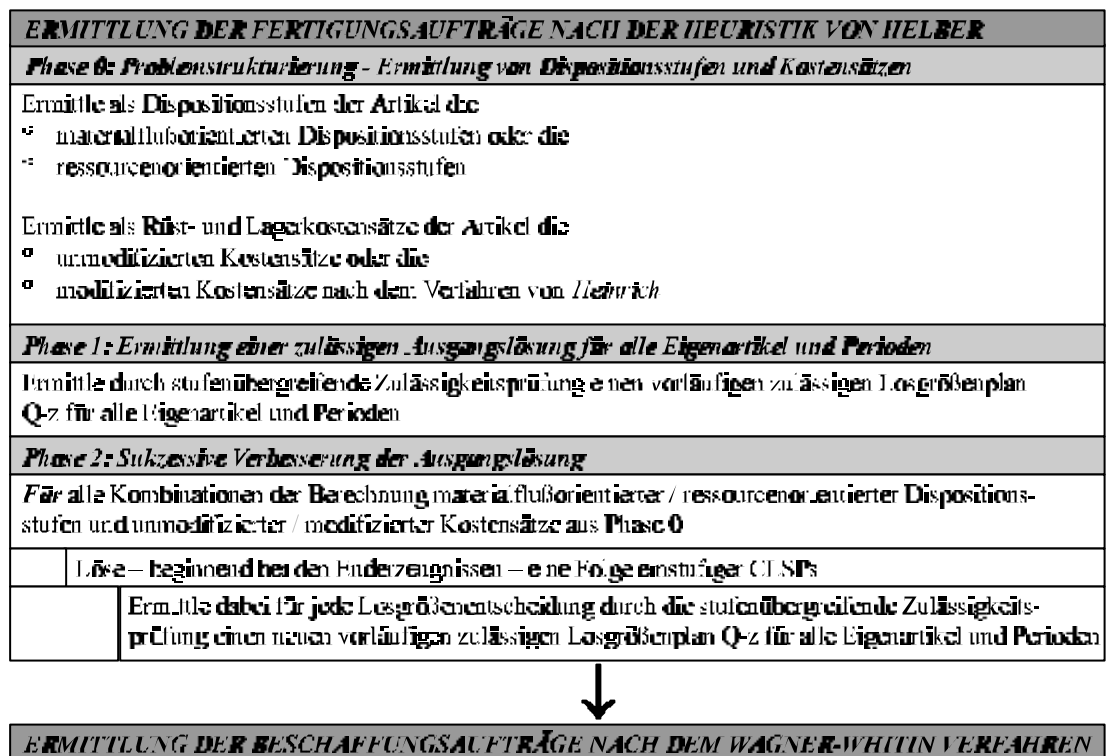 ERMITTLUNG DER FERTIGUNGSAUFTRÄGE NACH DER HEURISTIK VON HELBER
Phase 0: Problemstrukturierung - Ermittlung von Dispositionsstufen und Kostensätzen
Ermittle als Dispositionsstufen der Artikel die
° materialflußorientierten Dispositionsstufen oder die
° ressourcenorientierten Dispositionsstufen
Ermittle als Rüst- und Lagerkostensätze der Artikel die
° unmodifizierten Kostensätze oder die
° modifizierten Kostensätze nach dem Verfahren von Heinrich
Phase 1: Ermittlung einer zulässigen Ausgangslösung für alle Eigenartikel und Perioden
Ermittle durch stufenübergreifende Zulässigkeitsprüfung einen vorläufigen zulässigen Losgrößenplan
Q-z für alle Eigenartikel und Perioden
Phase 2: Sukzessive Verbesserung der Ausgangslösung
Für alle Kombinationen der Berechnung materialflußorientierter / ressourcenorientierter Dispositions-
stufen und unmodifizierter / modifizierter Kostensätze aus Phase 0
Löse – beginnend bei den Enderzeugnissen – eine Folge einstufiger CLSPs
Ermittle dabei für jede Losgrößenentscheidung durch die stufenübergreifende Zulässigkeits-
prüfung einen neuen vorläufigen zulässigen Losgrößenplan Q-z für alle Eigenartikel und Perioden
ERMITTLUNG DER BESCHAFFUNGSAUFTRÄGE NACH DEM WAGNER-WHITIN VERFAHREN